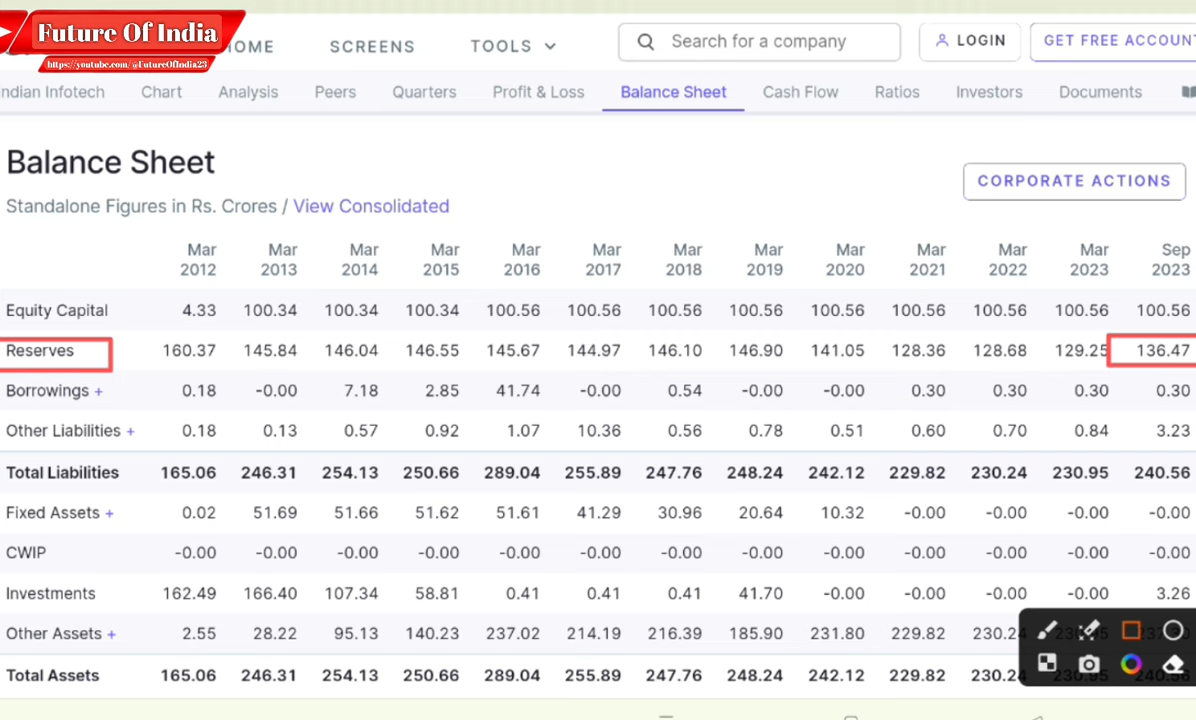 Future Of India
https://youtube.com/@FutureOfIndia23
HOME SCREENS TOOLS Search for a company LOGIN GET FREE ACCOUNT
Indian Infotech Chart Analysis Peers Quarters Profit & Loss Balance Sheet Cash Flow Ratios Investors Documents
Balance Sheet
CORPORATE ACTIONS
Standalone Figures in Rs. Crores / View Consolidated
Mar 2012 Mar 2013 Mar 2014 Mar 2015 Mar 2016 Mar 2017 Mar 2018 Mar 2019 Mar 2020 Mar 2021 Mar 2022 Mar 2023 Sep 2023
Equity Capital 4.33 100.34 100.34 100.34 100.56 100.56 100.56 100.56 100.56 100.56 100.56 100.56 100.56
Reserves 160.37 145.84 146.04 146.55 145.67 144.97 146.10 146.90 141.05 128.36 128.68 129.25 136.47
Borrowings + 0.18 -0.00 7.18 2.85 41.74 -0.00 0.54 -0.00 -0.00 0.30 0.30 0.30 0.30
Other Liabilities + 0.18 0.13 0.57 0.92 1.07 10.36 0.56 0.78 0.51 0.60 0.70 0.84 3.23
Total Liabilities 165.06 246.31 254.13 250.66 289.04 255.89 247.76 248.24 242.12 229.82 230.24 230.95 240.56
Fixed Assets + 0.02 51.69 51.66 51.62 51.61 41.29 30.96 20.64 10.32 -0.00 -0.00 -0.00 -0.00
CWIP -0.00 -0.00 -0.00 -0.00 -0.00 -0.00 -0.00 -0.00 -0.00 -0.00 -0.00 -0.00 -0.00
Investments 162.49 166.40 107.34 58.81 0.41 0.41 0.41 41.70 -0.00 -0.00 -0.00 -0.00 3.26
Other Assets + 2.55 28.22 95.13 140.23 237.02 214.19 216.39 185.90 231.80 229.82 230.24
Total Assets 165.06 246.31 254.13 250.66 289.04 255.89 247.76 248.24 242.12 229.82 230.24 230.95 240.56